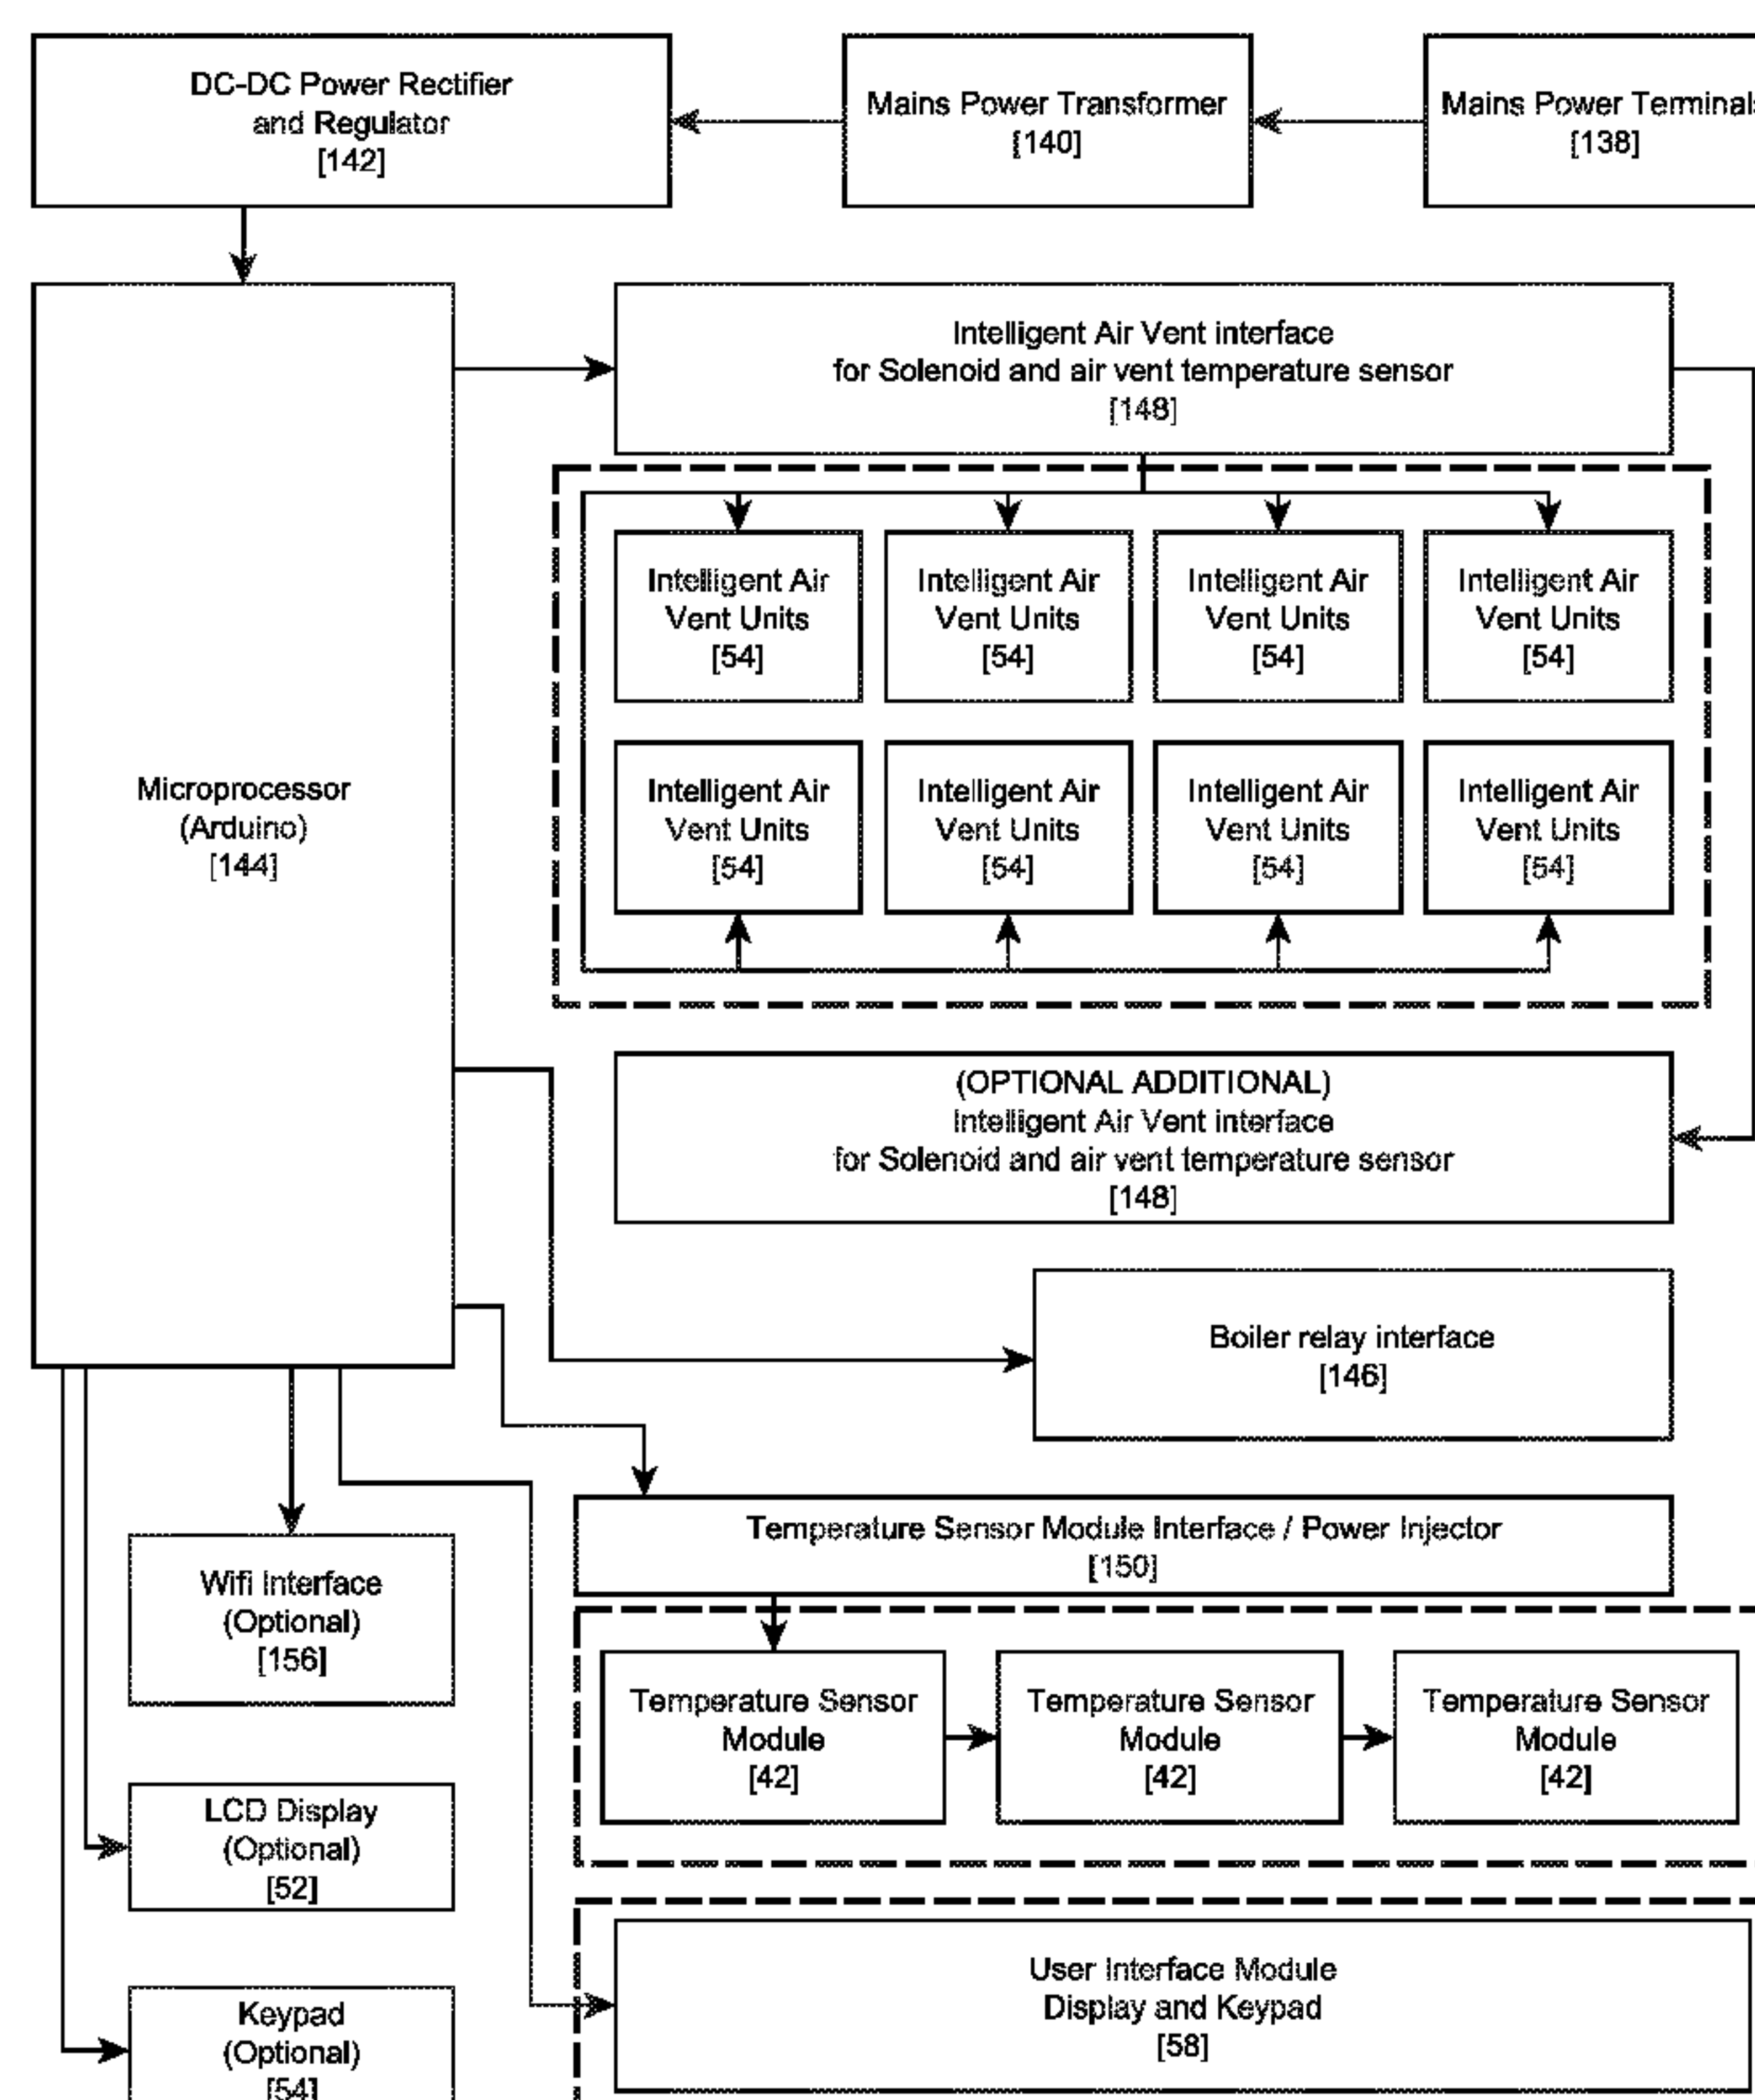 DC-DC Power Rectifier
and Regulator
[142]
Mains Power Transformer
[140]
Mains Power Terminals
[138]
Intelligent Air Vent interface
for Solenoid and air vent temperature sensor
[148]
Intelligent Air
Vent Units
[54]
Intelligent Air
Vent Units
[54]
Intelligent Air
Vent Units
[54]
Intelligent Air
Vent Units
[54]
Microprocessor
(Arduino)
[144]
Intelligent Air
Vent Units
[54]
Intelligent Air
Vent Units
[54]
Intelligent Air
Vent Units
[54]
Intelligent Air
Vent Units
[54]
(OPTIONAL ADDITIONAL)
Intelligent Air Vent interface
for Solenoid and air vent temperature sensor
[148]
Boiler relay interface
[146]
Temperature Sensor Module Interface / Power Injector
[150]
Wifi Interface
(Optional)
[156]
Temperature Sensor
Module
[42]
Temperature Sensor
Module
[42]
Temperature Sensor
Module
[42]
LCD Display
(Optional)
[52]
User Interface Module
Display and Keypad
[58]
Keypad
(Optional)
[54]